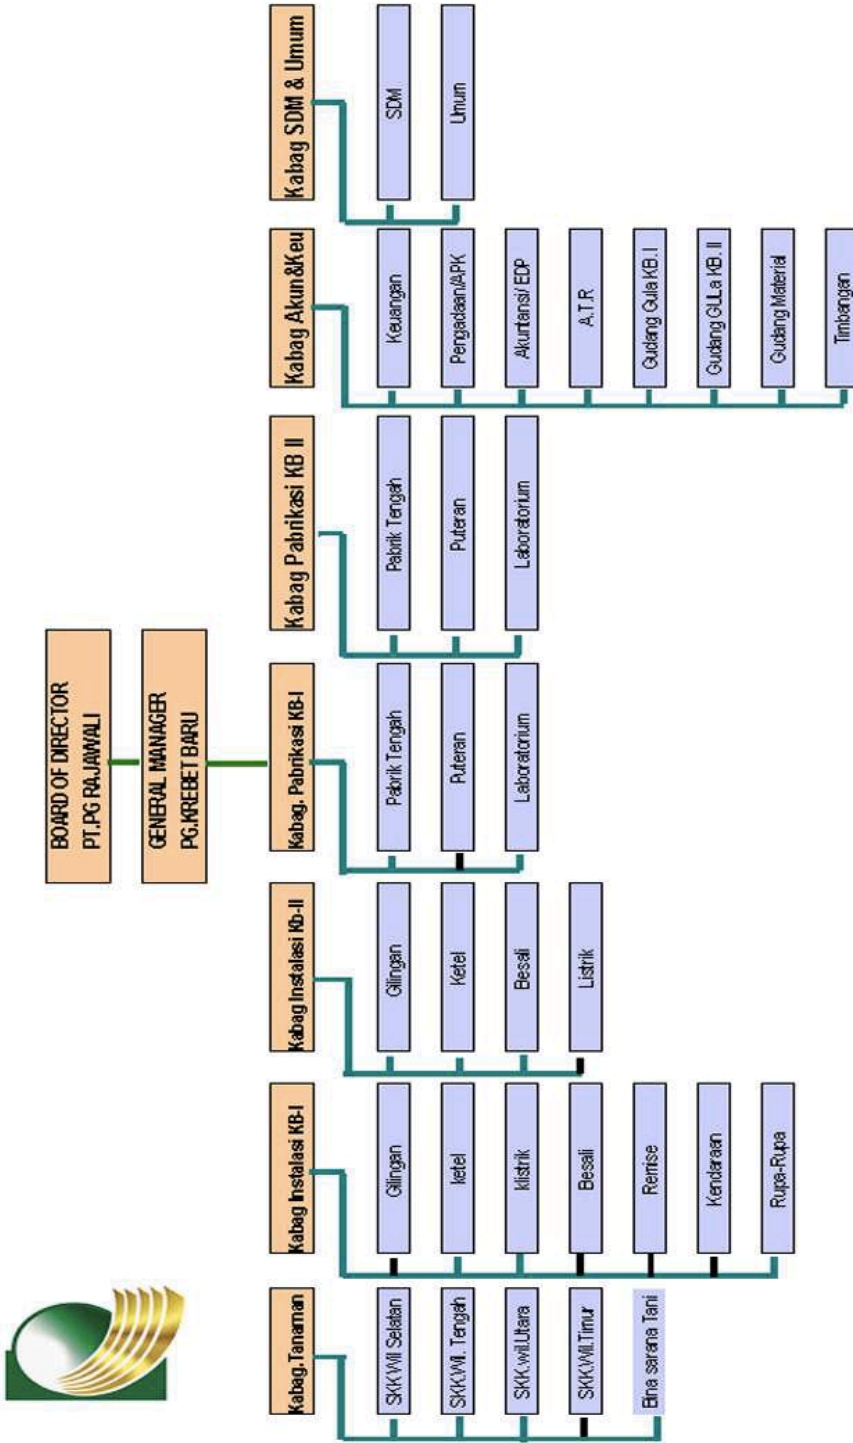 BOARD OF DIRECTOR
PT.PG RAJAWALI
GENERAL MANAGER
PG.KREBET BARU
Kabag.Tanaman
SKK.Wil Selatan
SKK.Wil. Tengah
SKK.wil.Utara
SKK.Wil.Timur
Bina sarana Tani
Kabag Instalasi KB-I
Gilingan
ketel
klistrik
Besali
Remise
Kendaraan
Rupa-Rupa
Kabag Instalasi Kb-II
Gilingan
Ketel
Besali
Listrik
Kabag. Pabrikasi KB-I
Pabrik Tengah
Puteran
Laboratorium
Kabag Pabrikasi KB II
Pabrik Tengah
Puteran
Laboratorium
Kabag Akun&Keu
Keuangan
Pengadaan/APK
Akuntansi/ EDP
A.T.R
Gudang Gula KB. I
Gudang GULa KB. II
Gudang Material
Timbangan
Kabag SDM & Umum
SDM
Umum